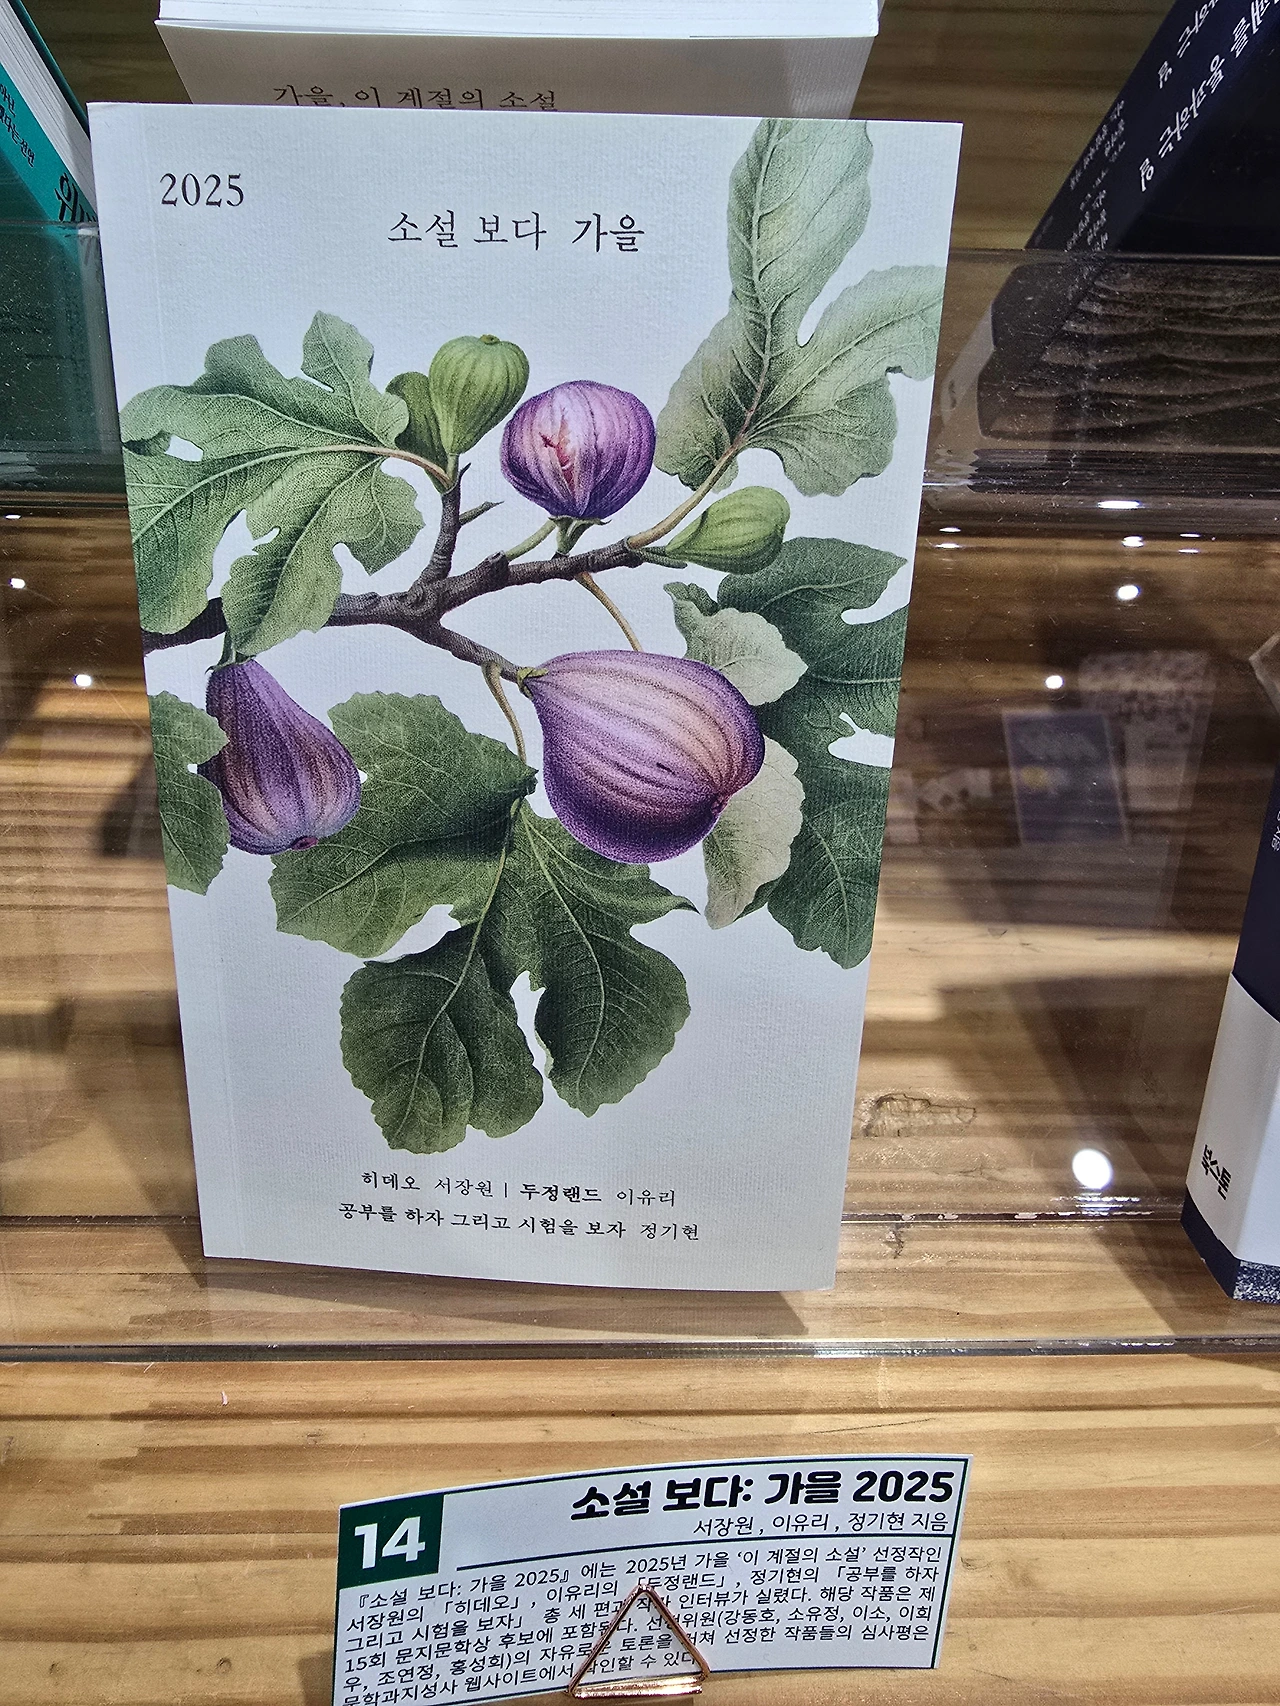 가을, 이 계절의 소설
2025
소설 보다 가을
히데오 서장원 | 두정랜드 이유리
공부를 하자 그리고 시험을 보자 정기현
북스톤
14
소설 보다: 가을 2025
서장원, 이유리, 정기현 지음
『소설 보다: 가을 2025』에는 2025년 가을 ‘이 계절의 소설’ 선정작인
서장원의 「히데오」, 이유리의 「두정랜드」, 정기현의 「공부를 하자
그리고 시험을 보자」 총 세 편과 작가 인터뷰가 실렸다. 해당 작품은 제
15회 문지문학상 후보에 포함된다. 선정위원(강동호, 소유정, 이소, 이희
우, 조연정, 홍성희)의 자유로운 토론을 거쳐 선정한 작품들의 심사평은
문학과지성사 웹사이트에서 확인할 수 있다